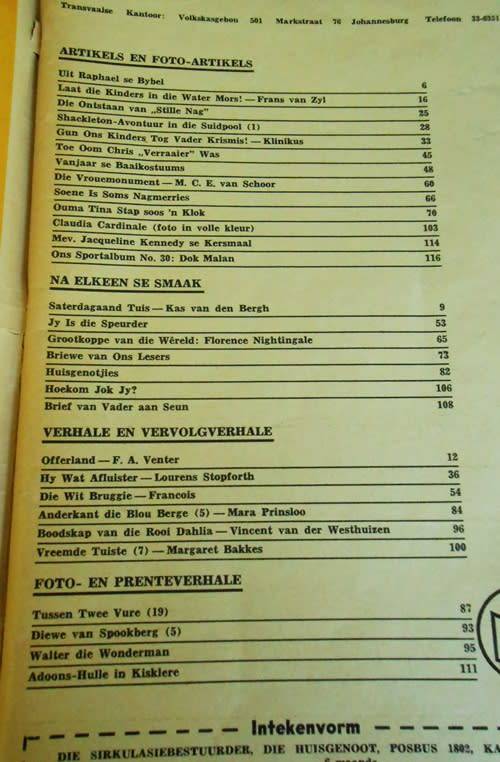 Transvaalse Kantoor: Volkskasgebou 501 Markstraat 76 Johannesburg Telefoon
ARTIKELS EN FOTO-ARTIKELS
Uit Raphael se Bybel 6
Laat die Kinders in die Water Mors! — Frans van Zyl 16
Die Ontstaan van „Stille Nag" 25
Shackleton-Avontuur in die Suidpool (1) 28
Gun Ons Kinders Tog Vader Krismis! — Klinikus 33
Toe Oom Chris „Verraaier" Was 45
Vanjaar se Baaikostuums 48
Die Vrouemonument — M. C. E. van Schoor 60
Soene Is Soms Nagmerries 66
Ouma Tina Stap soos 'n Klok 70
Claudia Cardinale (foto in volle kleur) 103
Mev. Jacqueline Kennedy se Kersmaal 114
Ons Sportalbum No. 30: Dok Malan 116
NA ELKEEN SE SMAAK
Saterdagaand Tuis — Kas van den Bergh 9
Jy Is die Speurder 53
Grootkoppe van die Wêreld: Florence Nightingale 65
Briewe van Ons Lesers 73
Huisgenotjies 82
Hoekom Jok Jy? 106
Brief van Vader aan Seun 108
VERHALE EN VERVOLGVERHALE
Offerland — F. A. Venter 12
Hy Wat Afluister — Lourens Stopforth 36
Die Wit Bruggie — Francois 54
Anderkant die Blou Berge (5) — Mara Prinsloo 84
Boodskap van die Rooi Dahlia — Vincent van der Westhuizen 96
Vreemde Tuiste (7) — Margaret Bakkes 100
FOTO- EN PRENTEVERHALE
Tussen Twee Vure (19) 87
Diewe van Spookberg (5) 93
Walter die Wonderman 95
Adoons-Hulle in Kisklere 111
Intekenvorm
DIE SIRKULASIEBESTUURDER, DIE HUISGENOOT, POSBUS 1802, KA